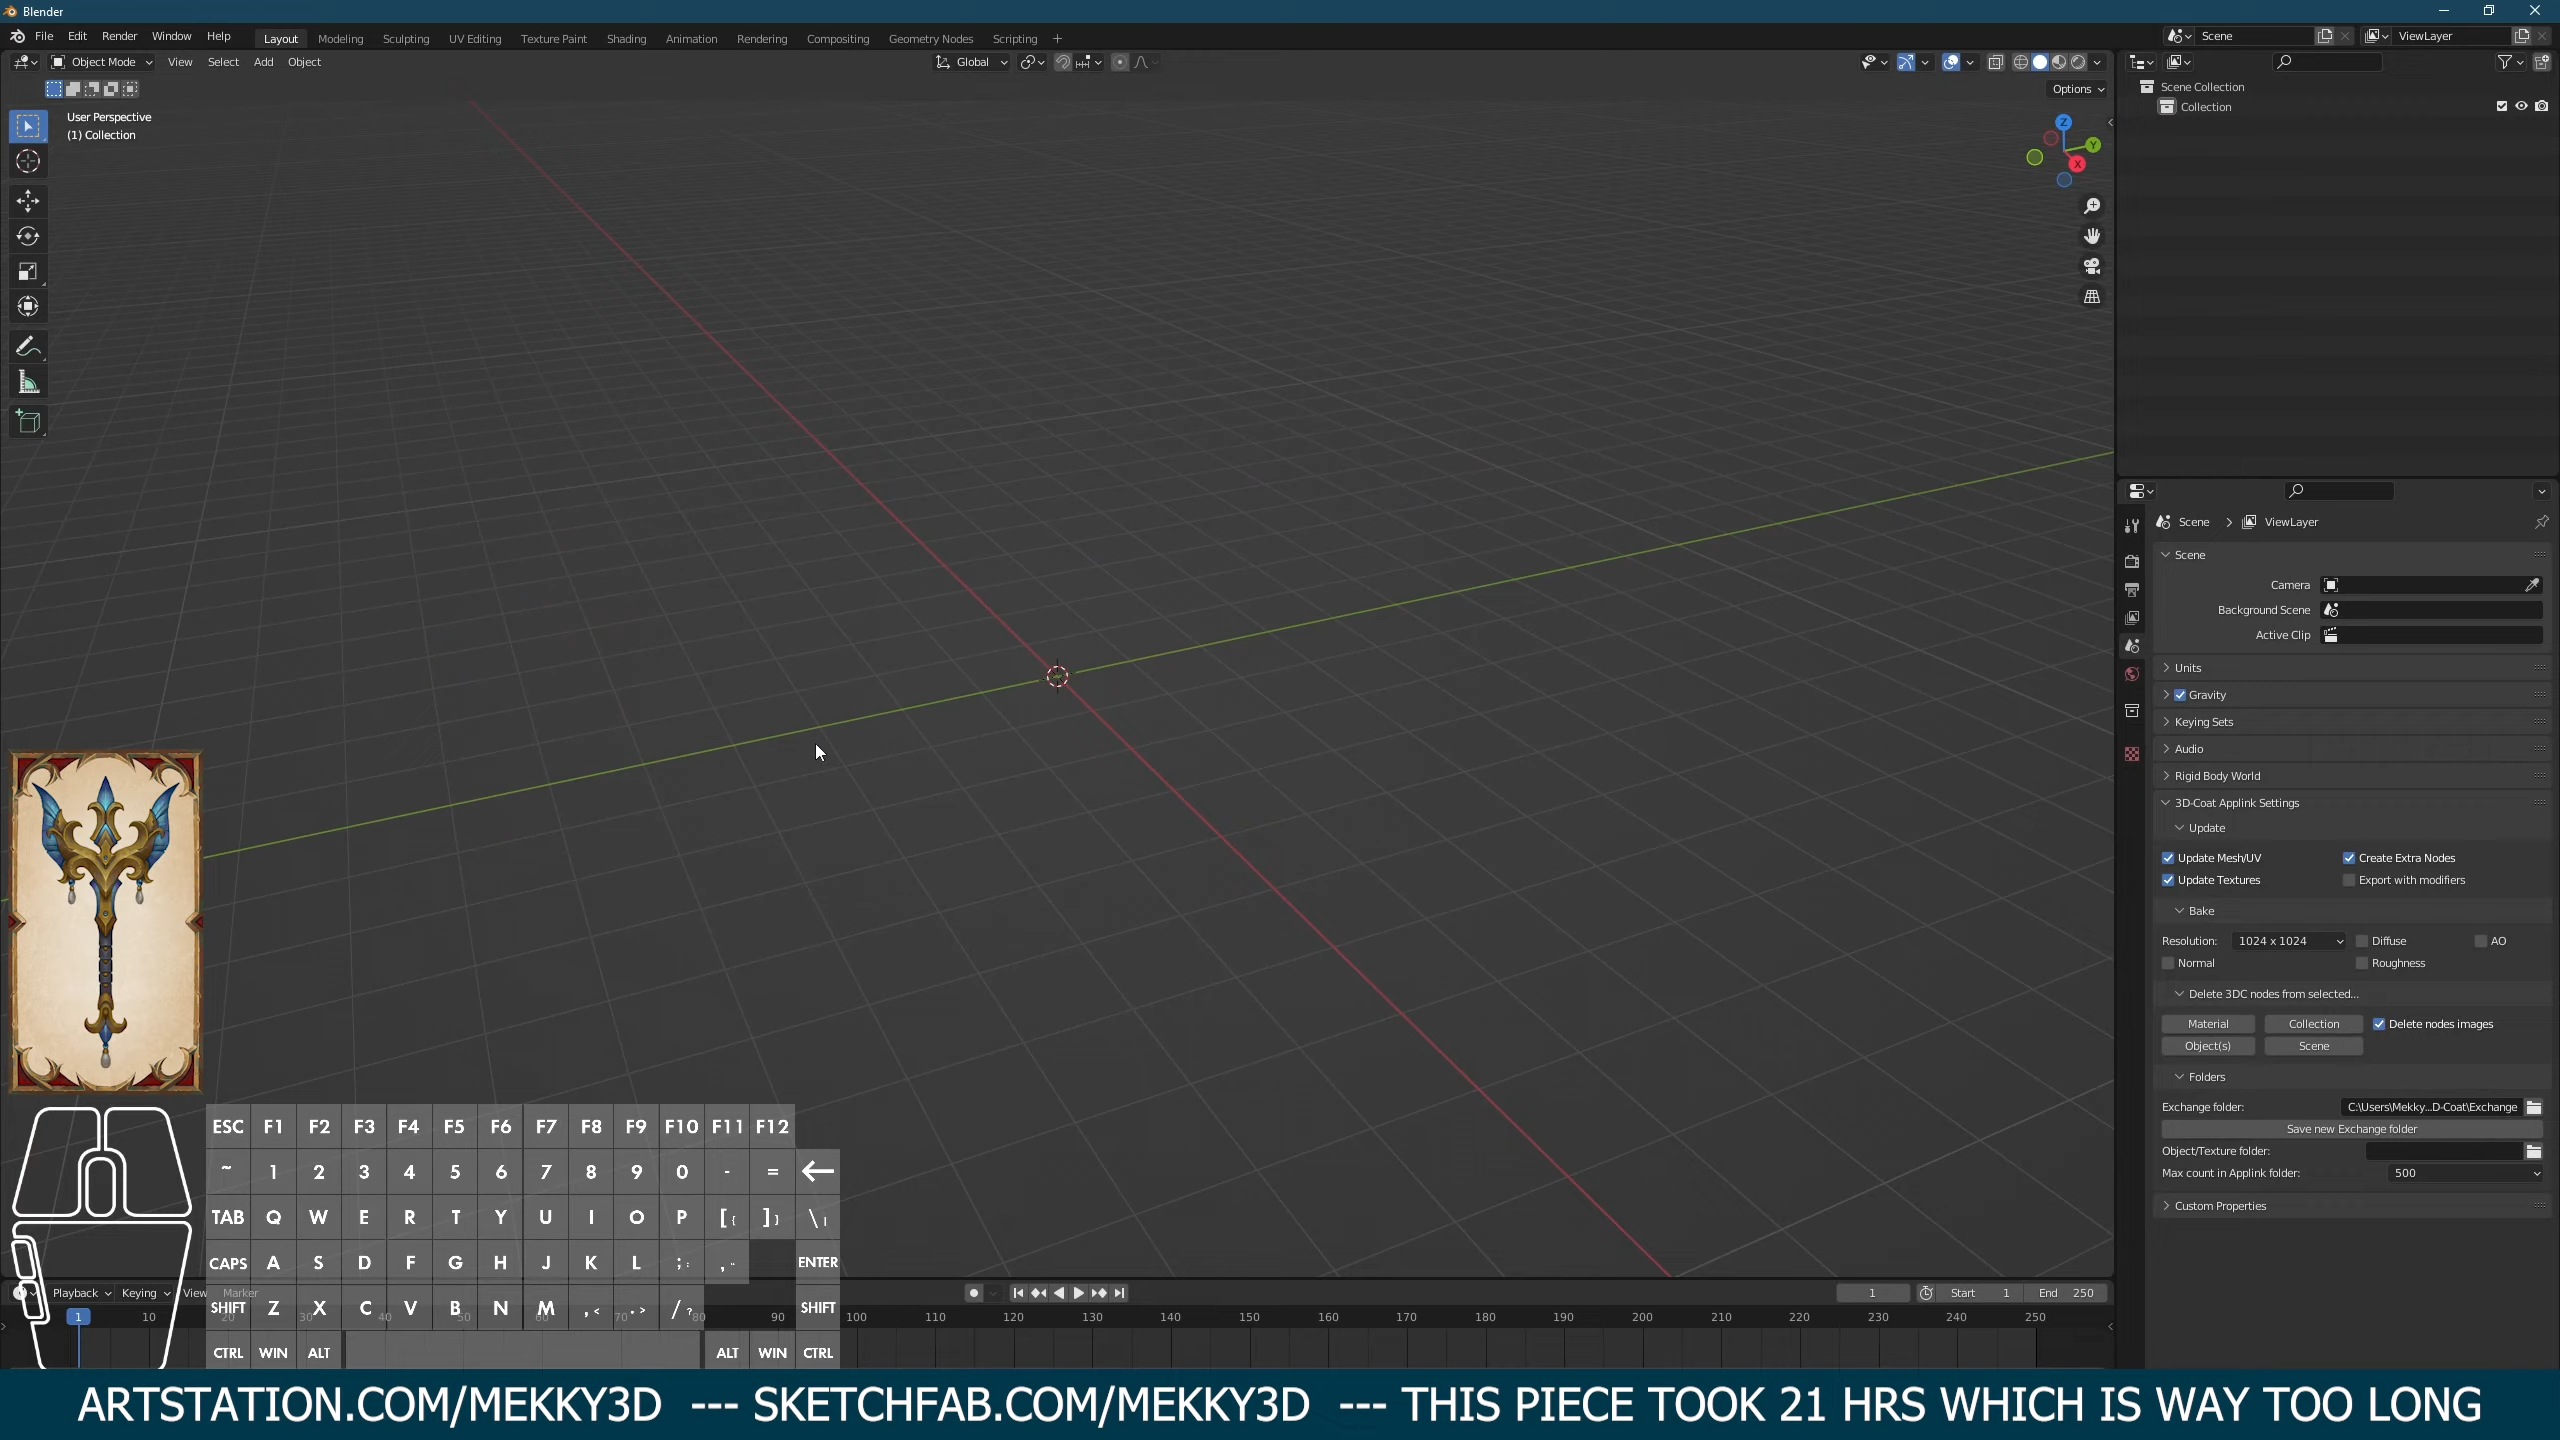 Blender
File Edit Render Window Help Layout Modeling Sculpting UV Editing Texture Paint Shading Animation Rendering Compositing Geometry Nodes Scripting + Scene ViewLayer
Object Mode View Select Add Object Global
Options
User Perspective
(1) Collection
Z
Y
X
Scene Collection
Collection
Scene > ViewLayer
Scene
Camera
Background Scene
Active Clip
Units
Gravity
Keying Sets
Audio
Rigid Body World
3D-Coat Applink Settings
Update
Update Mesh/UV Create Extra Nodes
Update Textures Export with modifiers
Bake
Resolution: 1024 x 1024 Diffuse AO
Normal Roughness
Delete 3DC nodes from selected...
Material Collection Delete nodes images
Object(s) Scene
Folders
Exchange folder: C:\Users\Mekky...D-Coat\Exchange
Save new Exchange folder
Object/Texture folder:
Max count in Applink folder: 500
Custom Properties
ESC F1 F2 F3 F4 F5 F6 F7 F8 F9 F10 F11 F12
~ 1 2 3 4 5 6 7 8 9 0 - = ←
TAB Q W E R T Y U I O P [ { ] } \ |
CAPS A S D F G H J K L ; : , " ENTER
SHIFT Z X C V B N M , < . > / ? SHIFT
CTRL WIN ALT ALT WIN CTRL
Playback Keying View Marker 1 Start 1 End 250
1 10 20 30 40 50 60 70 80 90 100 110 120 130 140 150 160 170 180 190 200 210 220 230 240 250
ARTSTATION.COM/MEKKY3D --- SKETCHFAB.COM/MEKKY3D --- THIS PIECE TOOK 21 HRS WHICH IS WAY TOO LONG